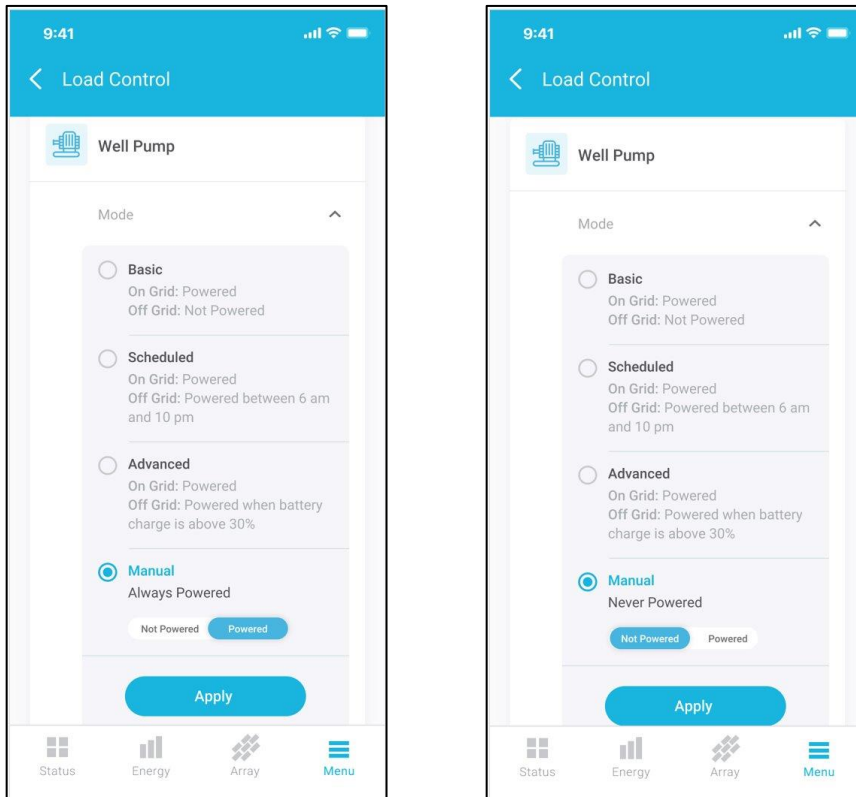 9:41
Load Control
Well Pump
Mode
Basic
On Grid: Powered
Off Grid: Not Powered
Scheduled
On Grid: Powered
Off Grid: Powered between 6 am
and 10 pm
Advanced
On Grid: Powered
Off Grid: Powered when battery
charge is above 30%
Manual
Always Powered
Not Powered Powered
Apply
Status Energy Array Menu
9:41
Load Control
Well Pump
Mode
Basic
On Grid: Powered
Off Grid: Not Powered
Scheduled
On Grid: Powered
Off Grid: Powered between 6 am
and 10 pm
Advanced
On Grid: Powered
Off Grid: Powered when battery
charge is above 30%
Manual
Never Powered
Not Powered Powered
Apply
Status Energy Array Menu